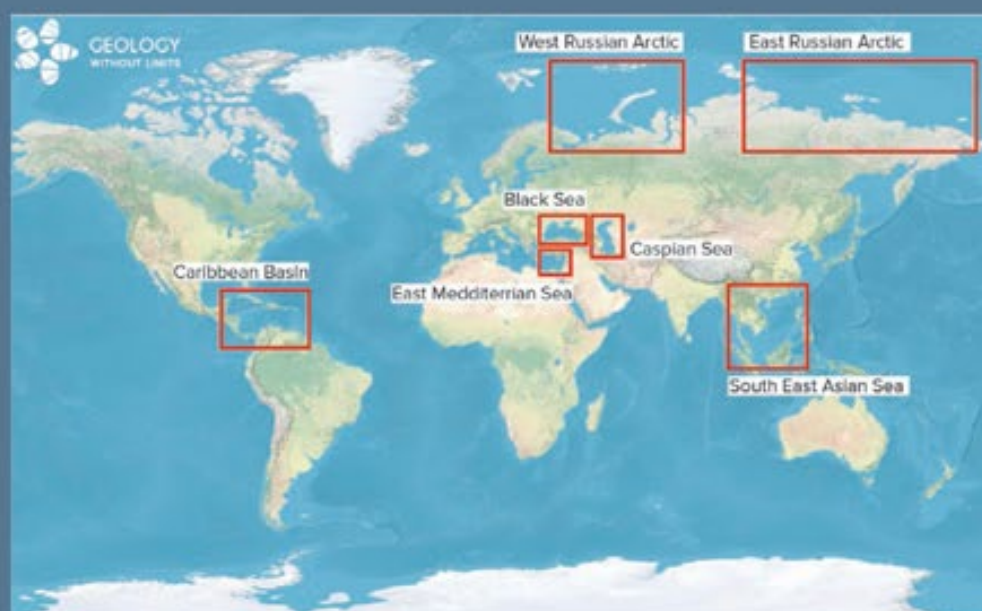 GEOLOGY
WITHOUT LIMITS
West Russian Arctic
East Russian Arctic
Black Sea
Caspian Sea
Caribbean Basin
East Medditerrian Sea
South East Asian Sea